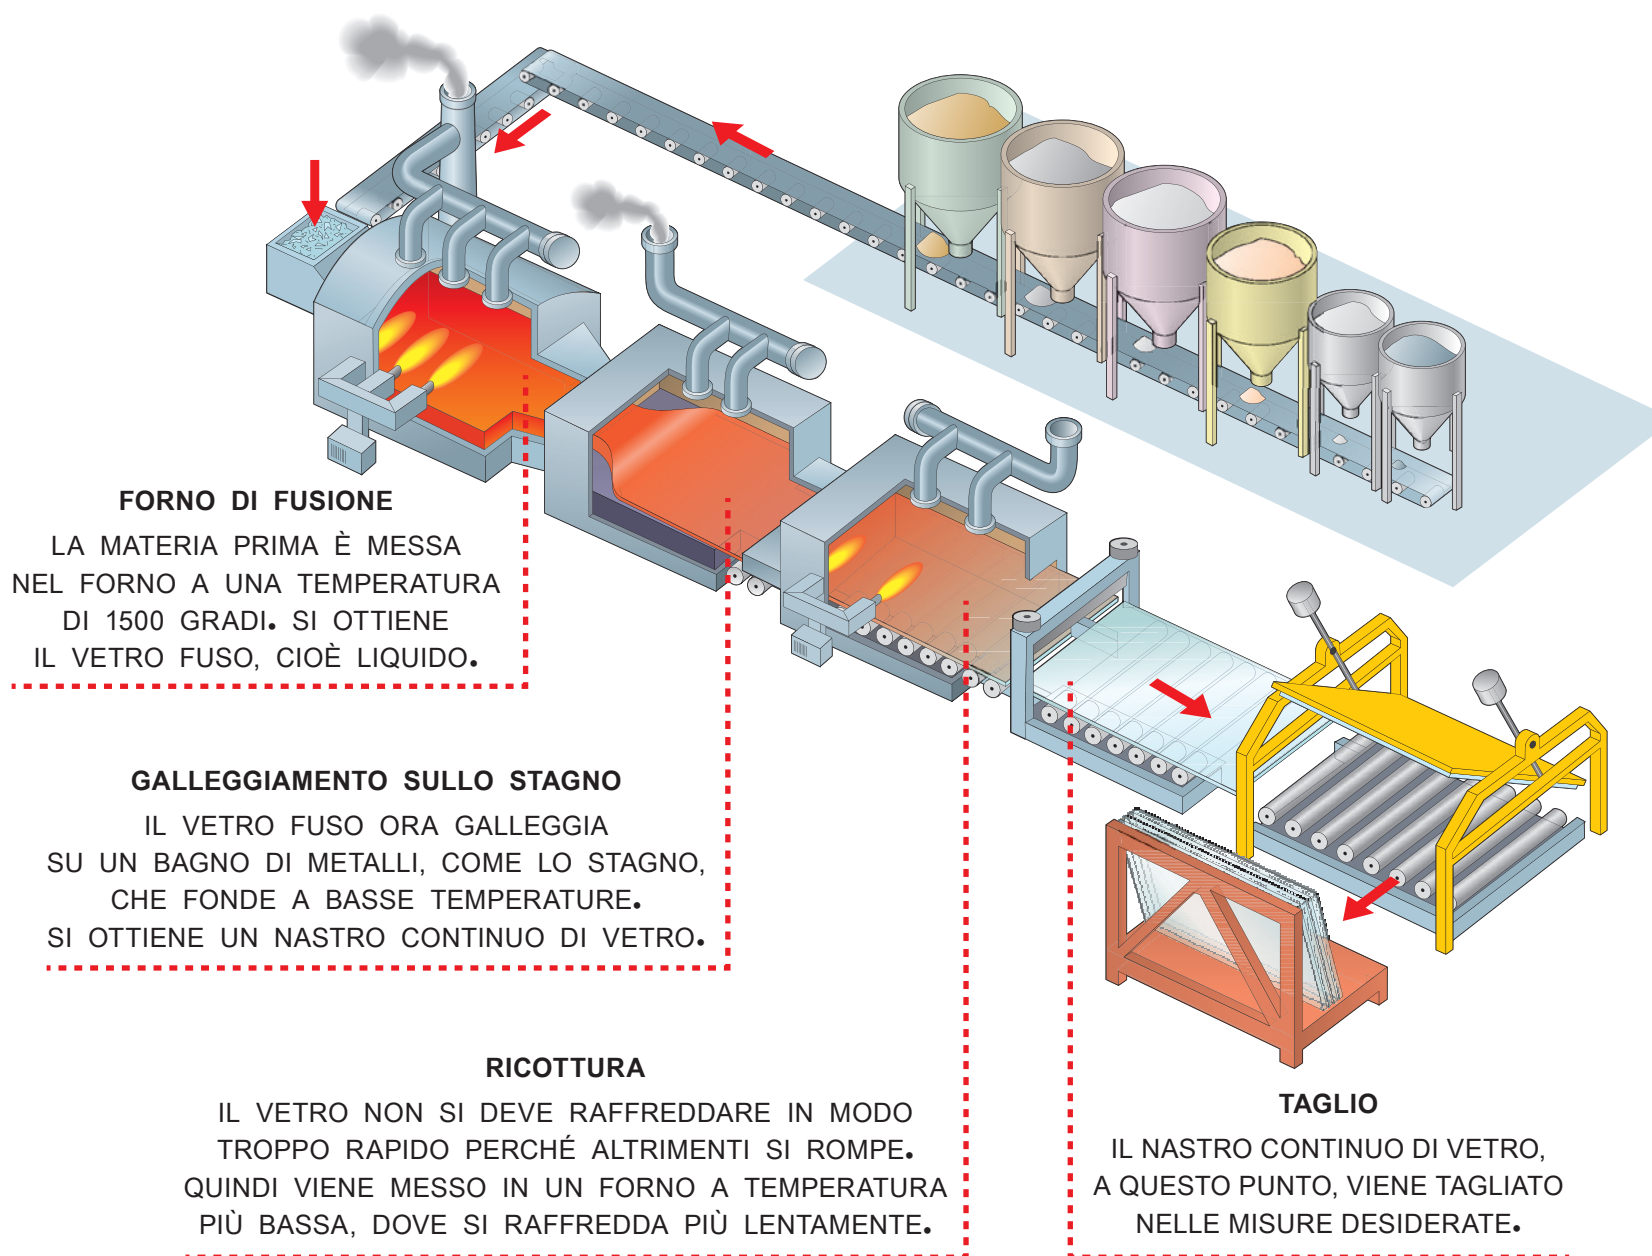 FORNO DI FUSIONE
LA MATERIA PRIMA È MESSA
NEL FORNO A UNA TEMPERATURA
DI 1500 GRADI. SI OTTIENE
IL VETRO FUSO, CIOÈ LIQUIDO.
GALLEGGIAMENTO SULLO STAGNO
IL VETRO FUSO ORA GALLEGGIA
SU UN BAGNO DI METALLI, COME LO STAGNO,
CHE FONDE A BASSE TEMPERATURE.
SI OTTIENE UN NASTRO CONTINUO DI VETRO.
RICOTTURA
IL VETRO NON SI DEVE RAFFREDDARE IN MODO
TROPPO RAPIDO PERCHÉ ALTRIMENTI SI ROMPE.
QUINDI VIENE MESSO IN UN FORNO A TEMPERATURA
PIÙ BASSA, DOVE SI RAFFREDDA PIÙ LENTAMENTE.
TAGLIO
IL NASTRO CONTINUO DI VETRO,
A QUESTO PUNTO, VIENE TAGLIATO
NELLE MISURE DESIDERATE.